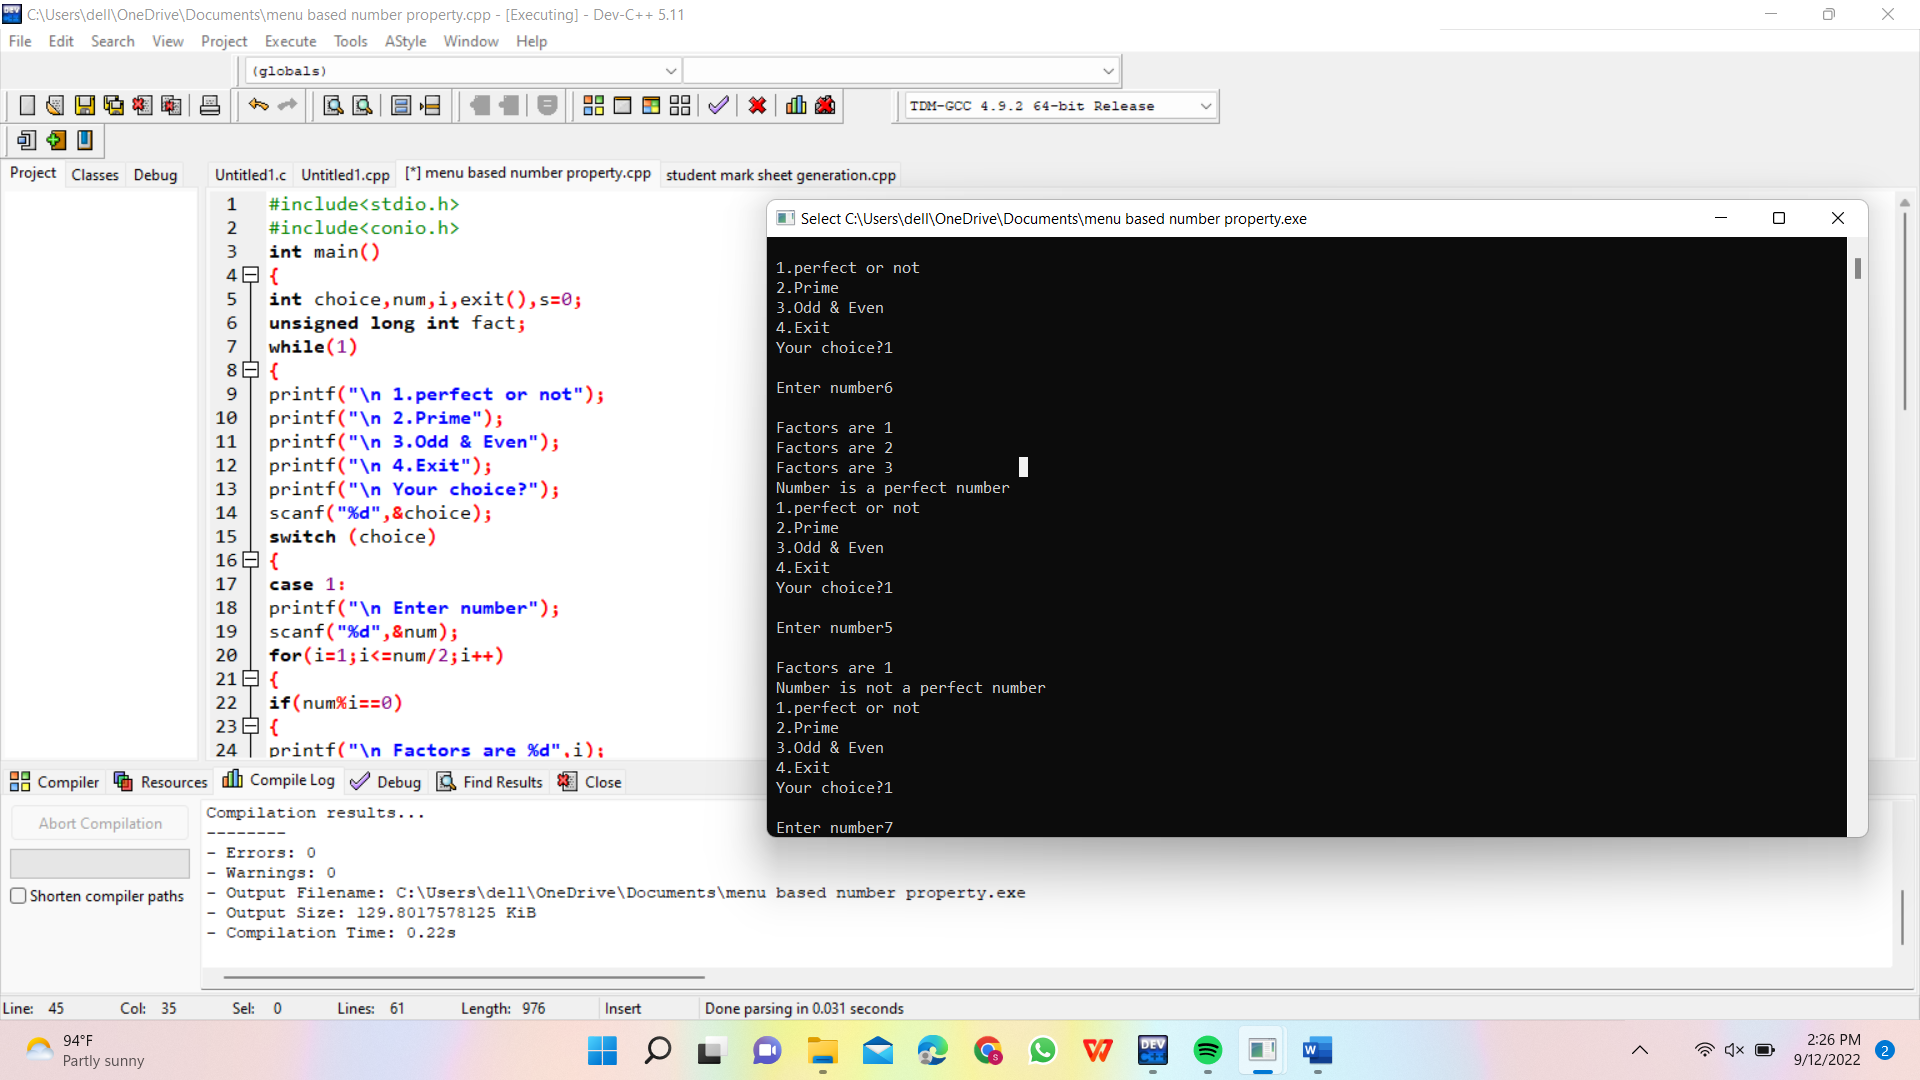 C:\Users\dell\OneDrive\Documents\menu based number property.cpp - [Executing] - Dev-C++ 5.11
File Edit Search View Project Execute Tools AStyle Window Help
(globals)
TDM-GCC 4.9.2 64-bit Release
Project Classes Debug
Untitled1.c Untitled1.cpp [*] menu based number property.cpp student mark sheet generation.cpp
1 #include<stdio.h>
2 #include<conio.h>
3 int main()
4 {
5 int choice,num,i,exit(),s=0;
6 unsigned long int fact;
7 while(1)
8 {
9 printf("\n 1.perfect or not");
10 printf("\n 2.Prime");
11 printf("\n 3.Odd & Even");
12 printf("\n 4.Exit");
13 printf("\n Your choice?");
14 scanf("%d",&choice);
15 switch (choice)
16 {
17 case 1:
18 printf("\n Enter number");
19 scanf("%d",&num);
20 for(i=1;i<=num/2;i++)
21 {
22 if(num%i==0)
23 {
24 printf("\n Factors are %d",i);
Select C:\Users\dell\OneDrive\Documents\menu based number property.exe
1.perfect or not
2.Prime
3.Odd & Even
4.Exit
Your choice?1
Enter number6
Factors are 1
Factors are 2
Factors are 3
Number is a perfect number
1.perfect or not
2.Prime
3.Odd & Even
4.Exit
Your choice?1
Enter number5
Factors are 1
Number is not a perfect number
1.perfect or not
2.Prime
3.Odd & Even
4.Exit
Your choice?1
Enter number7
Compiler Resources Compile Log Debug Find Results Close
Abort Compilation
Shorten compiler paths
Compilation results...
--------
- Errors: 0
- Warnings: 0
- Output Filename: C:\Users\dell\OneDrive\Documents\menu based number property.exe
- Output Size: 129.8017578125 KiB
- Compilation Time: 0.22s
Line: 45 Col: 35 Sel: 0 Lines: 61 Length: 976 Insert Done parsing in 0.031 seconds
94°F
Partly sunny
DEV
C++
W
2:26 PM
9/12/2022
2